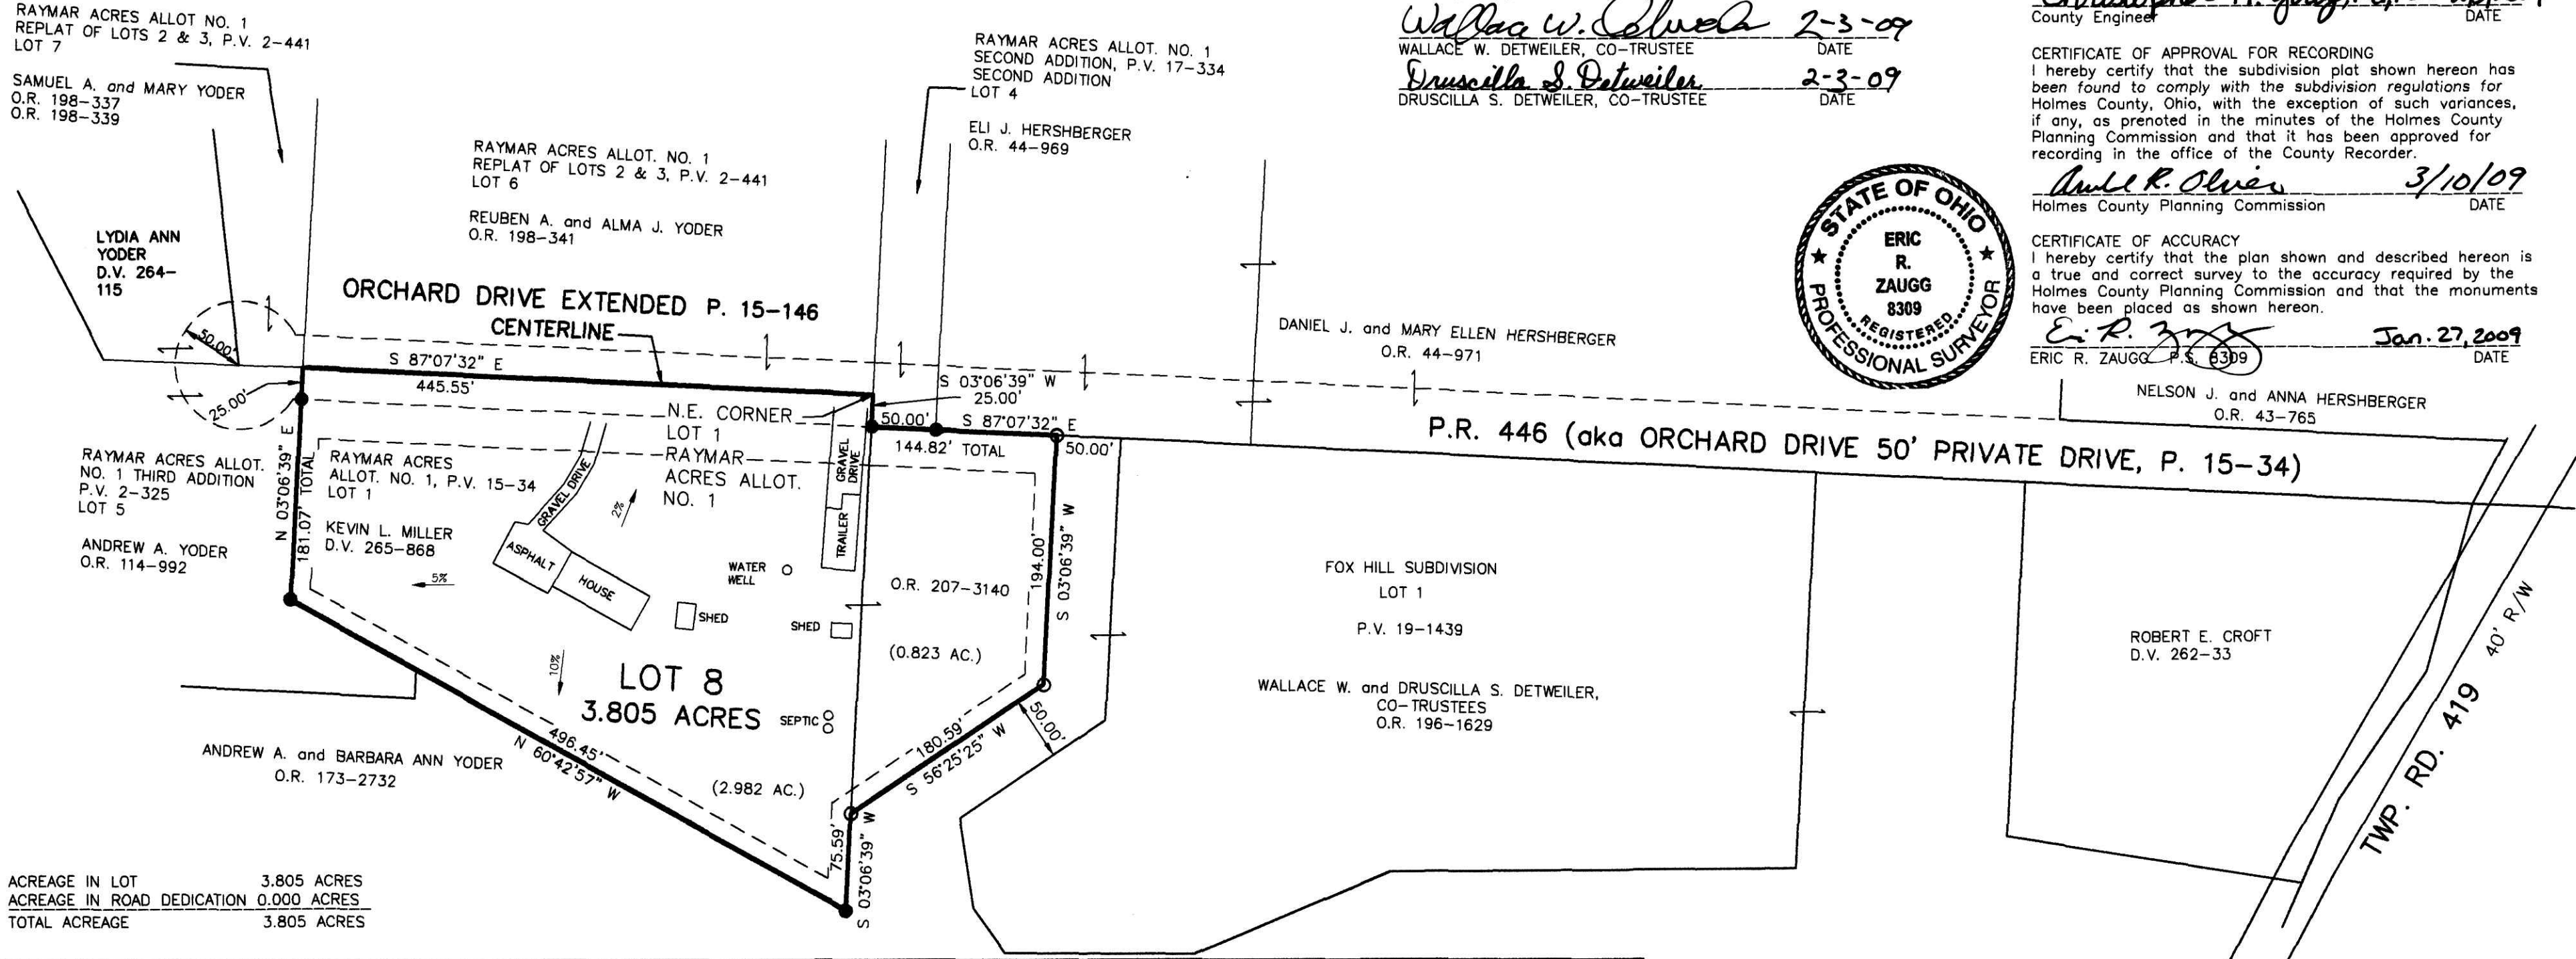 RAYMAR ACRES ALLOT NO. 1
REPLAT OF LOTS 2 & 3, P.V. 2-441
LOT 7
SAMUEL A. and MARY YODER
O.R. 198-337
O.R. 198-339
LYDIA ANN
YODER
D.V. 264-
115
RAYMAR ACRES ALLOT. NO. 1
REPLAT OF LOTS 2 & 3, P.V. 2-441
LOT 6
REUBEN A. and ALMA J. YODER
O.R. 198-341
RAYMAR ACRES ALLOT. NO. 1
SECOND ADDITION, P.V. 17-334
SECOND ADDITION
LOT 4
ELI J. HERSHBERGER
O.R. 44-969
2-3-09
WALLACE W. DETWEILER, CO-TRUSTEE DATE
Druscilla S. Detweiler 2-3-09
DRUSCILLA S. DETWEILER, CO-TRUSTEE DATE
County Engineer DATE
CERTIFICATE OF APPROVAL FOR RECORDING
I hereby certify that the subdivision plat shown hereon has
been found to comply with the subdivision regulations for
Holmes County, Ohio, with the exception of such variances,
if any, as prenoted in the minutes of the Holmes County
Planning Commission and that it has been approved for
recording in the office of the County Recorder.
3/10/09
Holmes County Planning Commission DATE
CERTIFICATE OF ACCURACY
I hereby certify that the plan shown and described hereon is
a true and correct survey to the accuracy required by the
Holmes County Planning Commission and that the monuments
have been placed as shown hereon.
Jan. 27, 2009
ERIC R. ZAUGG P.S. 8309 DATE
STATE OF OHIO
ERIC
R.
ZAUGG
8309
REGISTERED
PROFESSIONAL SURVEYOR
ORCHARD DRIVE EXTENDED P. 15-146
CENTERLINE
50.00'
25.00'
S 87°07'32" E
445.55'
S 03°06'39" W
25.00'
50.00'
S 87°07'32" E
144.82' TOTAL
50.00'
DANIEL J. and MARY ELLEN HERSHBERGER
O.R. 44-971
NELSON J. and ANNA HERSHBERGER
O.R. 43-765
P.R. 446 (aka ORCHARD DRIVE 50' PRIVATE DRIVE, P. 15-34)
N.E. CORNER
LOT 1
RAYMAR
ACRES ALLOT.
NO. 1
RAYMAR ACRES ALLOT.
NO. 1 THIRD ADDITION
P.V. 2-325
LOT 5
ANDREW A. YODER
O.R. 114-992
N 03°06'39" E
181.07' TOTAL
RAYMAR ACRES
ALLOT. NO. 1, P.V. 15-34
LOT 1
KEVIN L. MILLER
D.V. 265-868
GRAVEL DRIVE
2%
5%
10%
ASPHALT
HOUSE
WATER
WELL
SHED
SHED
GRAVEL
DRIVE
TRAILER
O.R. 207-3140
(0.823 AC.)
194.00'
S 03°06'39" W
LOT 8
3.805 ACRES
SEPTIC
(2.982 AC.)
180.59'
S 56°25'25" W
50.00'
75.59'
S 03°06'39" W
496.45'
N 60°42'57" W
ANDREW A. and BARBARA ANN YODER
O.R. 173-2732
FOX HILL SUBDIVISION
LOT 1
P.V. 19-1439
WALLACE W. and DRUSCILLA S. DETWEILER,
CO-TRUSTEES
O.R. 196-1629
ROBERT E. CROFT
D.V. 262-33
TWP. RD. 419 40' R/W
ACREAGE IN LOT 3.805 ACRES
ACREAGE IN ROAD DEDICATION 0.000 ACRES
TOTAL ACREAGE 3.805 ACRES